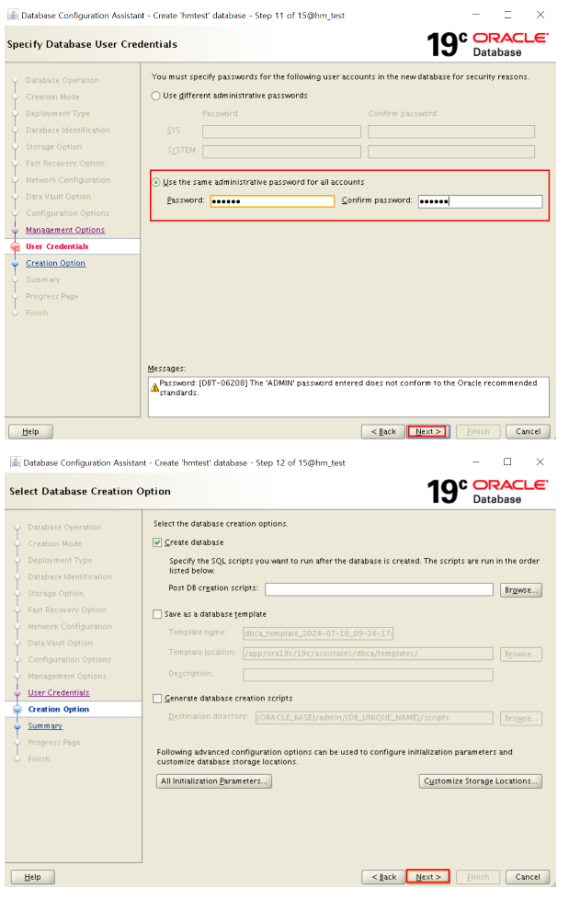 Database Configuration Assistant - Create 'hmtest' database - Step 11 of 15@hm_test
Specify Database User Credentials
19c ORACLE
Database
Database Operation
Creation Mode
Deployment Type
Database Identification
Storage Option
Fast Recovery Option
Network Configuration
Data Vault Option
Configuration Options
Management Options
User Credentials
Creation Option
Summary
Progress Page
Finish
You must specify passwords for the following user accounts in the new database for security reasons.
Use different administrative passwords
Password Confirm password
SYS
SYSTEM
Use the same administrative password for all accounts
Password: •••••• Confirm password: ••••••
Messages:
Password: [DBT-06208] The 'ADMIN' password entered does not conform to the Oracle recommended
standards.
Help < Back Next > Finish Cancel
Database Configuration Assistant - Create 'hmtest' database - Step 12 of 15@hm_test
Select Database Creation Option
19c ORACLE
Database
Database Operation
Creation Mode
Deployment Type
Database Identification
Storage Option
Fast Recovery Option
Network Configuration
Data Vault Option
Configuration Options
Management Options
User Credentials
Creation Option
Summary
Progress Page
Finish
Select the database creation options.
Create database
Specify the SQL scripts you want to run after the database is created. The scripts are run in the order
listed below.
Post DB creation scripts: Browse...
Save as a database template
Template name: dbca_template_2024-07-18_09-16-17
Template location: /app/ora19c/19c/assistants/dbca/templates/ Browse...
Description:
Generate database creation scripts
Destination directory: {ORACLE_BASE}/admin/{DB_UNIQUE_NAME}/scripts Browse...
Following advanced configuration options can be used to configure initialization parameters and
customize database storage locations.
All Initialization Parameters... Customize Storage Locations...
Help < Back Next > Finish Cancel